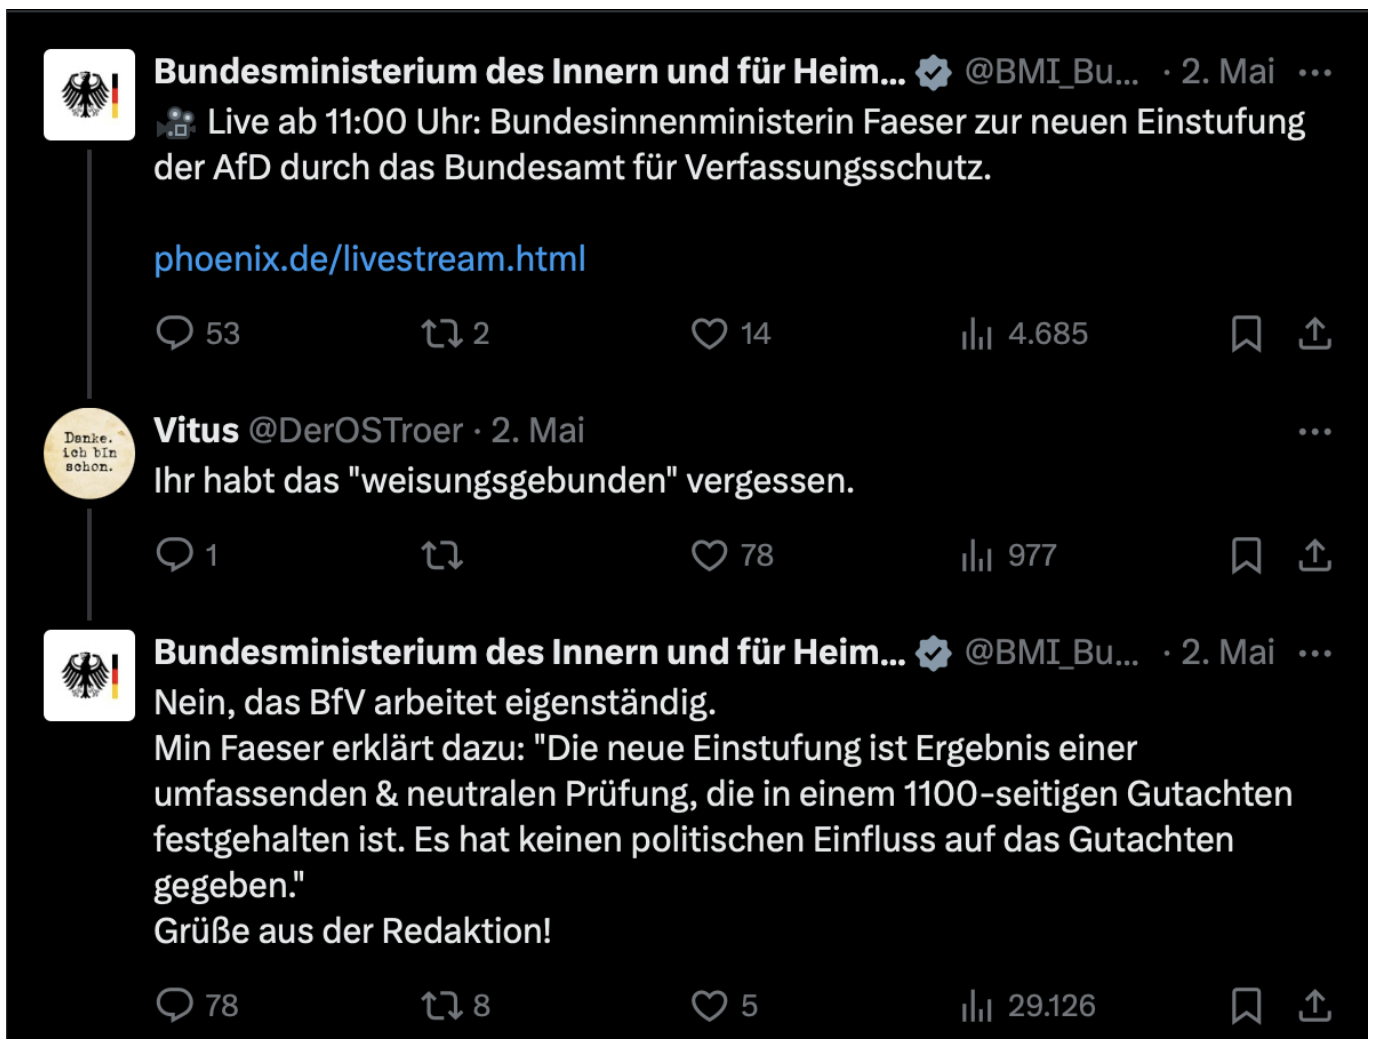 Bundesministerium des Innern und für Heim... @BMI_Bu... · 2. Mai
Live ab 11:00 Uhr: Bundesinnenministerin Faeser zur neuen Einstufung
der AfD durch das Bundesamt für Verfassungsschutz.
phoenix.de/livestream.html
53 2 14 4.685
Danke.
ich bIn
schon.
Vitus @DerOSTroer · 2. Mai
Ihr habt das "weisungsgebunden" vergessen.
1 78 977
Bundesministerium des Innern und für Heim... @BMI_Bu... · 2. Mai
Nein, das BfV arbeitet eigenständig.
Min Faeser erklärt dazu: "Die neue Einstufung ist Ergebnis einer
umfassenden & neutralen Prüfung, die in einem 1100-seitigen Gutachten
festgehalten ist. Es hat keinen politischen Einfluss auf das Gutachten
gegeben."
Grüße aus der Redaktion!
78 8 5 29.126